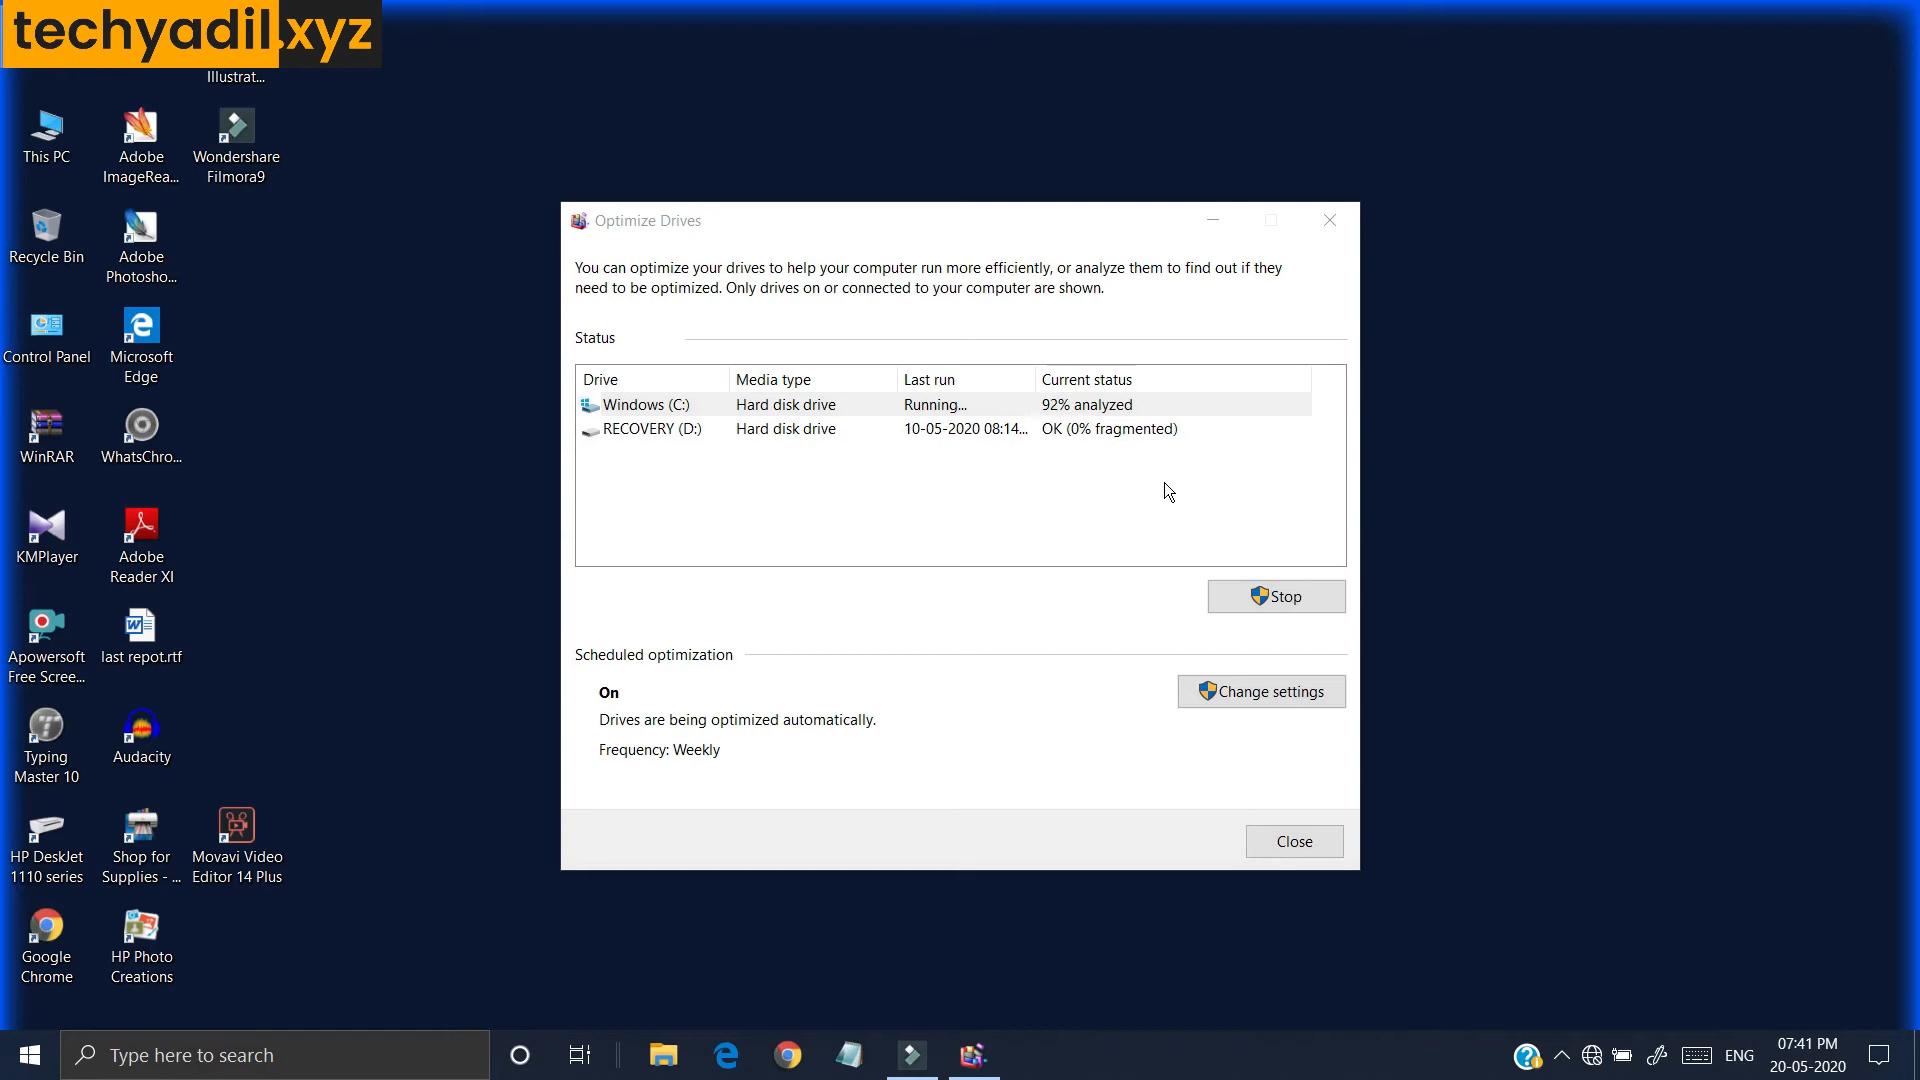 techyadil.xyz
Illustrat...
This PC
Adobe
ImageRea...
Wondershare
Filmora9
Recycle Bin
Adobe
Photosho...
Control Panel
Microsoft
Edge
WinRAR
WhatsChro...
KMPlayer
Adobe
Reader XI
Apowersoft
Free Scree...
last repot.rtf
Typing
Master 10
Audacity
HP DeskJet
1110 series
Shop for
Supplies - ...
Movavi Video
Editor 14 Plus
Google
Chrome
HP Photo
Creations
Optimize Drives
You can optimize your drives to help your computer run more efficiently, or analyze them to find out if they
need to be optimized. Only drives on or connected to your computer are shown.
Status
Drive Media type Last run Current status
Windows (C:) Hard disk drive Running... 92% analyzed
RECOVERY (D:) Hard disk drive 10-05-2020 08:14... OK (0% fragmented)
Stop
Scheduled optimization
On
Change settings
Drives are being optimized automatically.
Frequency: Weekly
Close
Type here to search
ENG
07:41 PM
20-05-2020